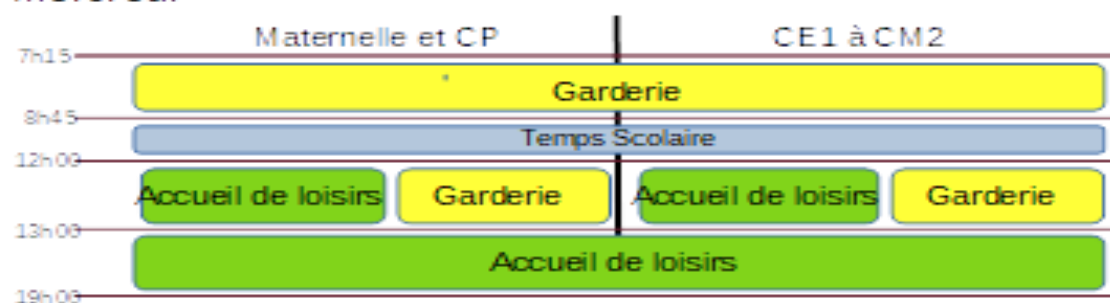 Maternelle et CP CE1 à CM2
7h15
Garderie
8h45
Temps Scolaire
12h00
Accueil de loisirs Garderie Accueil de loisirs Garderie
13h00
Accueil de loisirs
19h00